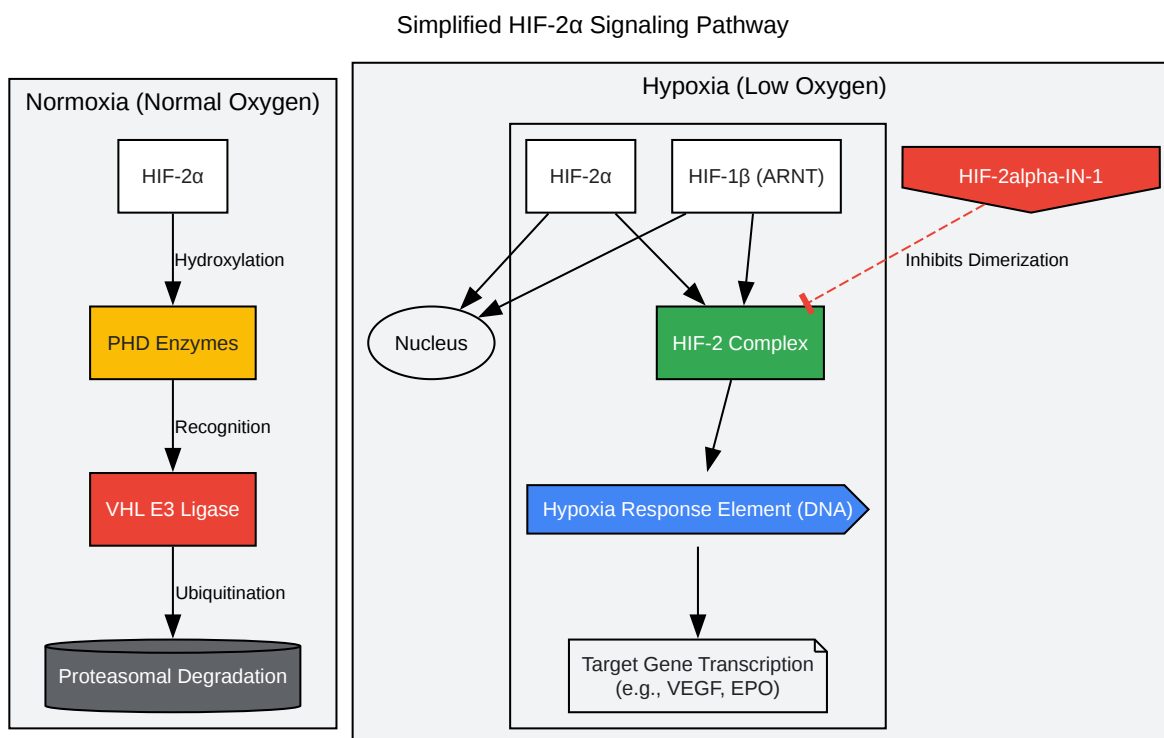 Simplified HIF-2α Signaling Pathway
Normoxia (Normal Oxygen)
HIF-2α
Hydroxylation
PHD Enzymes
Recognition
VHL E3 Ligase
Ubiquitination
Proteasomal Degradation
Hypoxia (Low Oxygen)
HIF-2α
HIF-1β (ARNT)
HIF-2alpha-IN-1
Inhibits Dimerization
Nucleus
HIF-2 Complex
Hypoxia Response Element (DNA)
Target Gene Transcription
(e.g., VEGF, EPO)